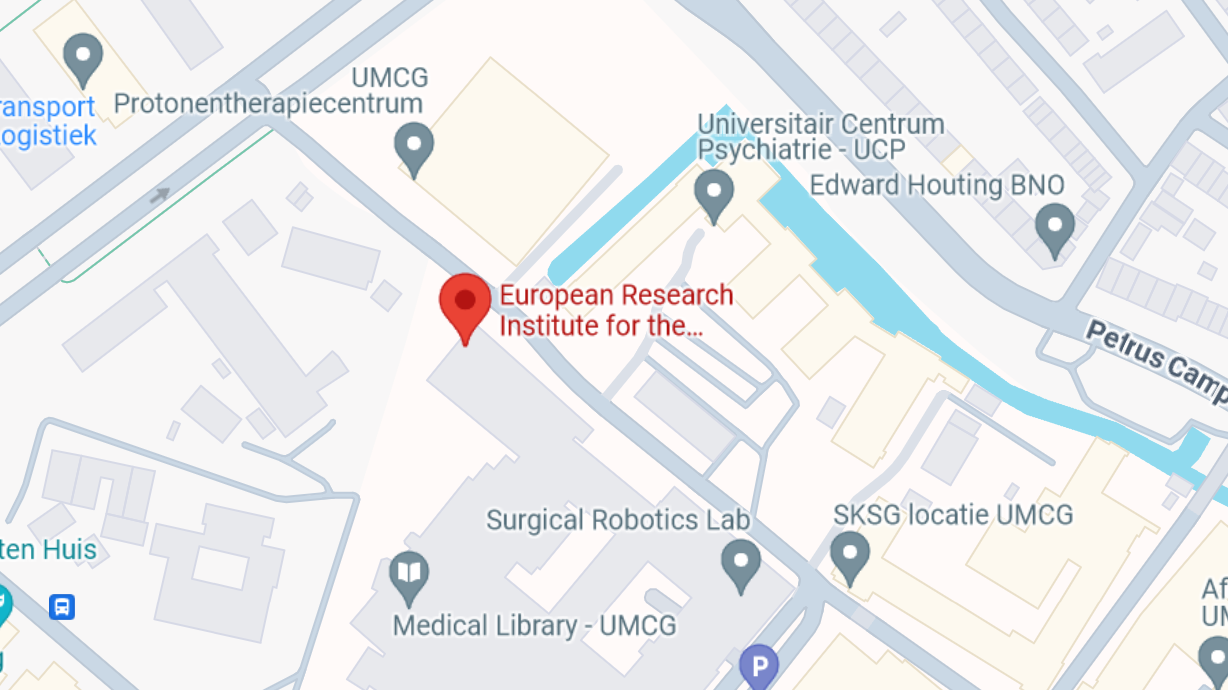 UMCG
Protonentherapiecentrum
ransport
ogistiek
Universitair Centrum
Psychiatrie - UCP
Edward Houting BNO
European Research
Institute for the...
Petrus Camp
Surgical Robotics Lab
SKSG locatie UMCG
ten Huis
Medical Library - UMCG
Af
UM
P